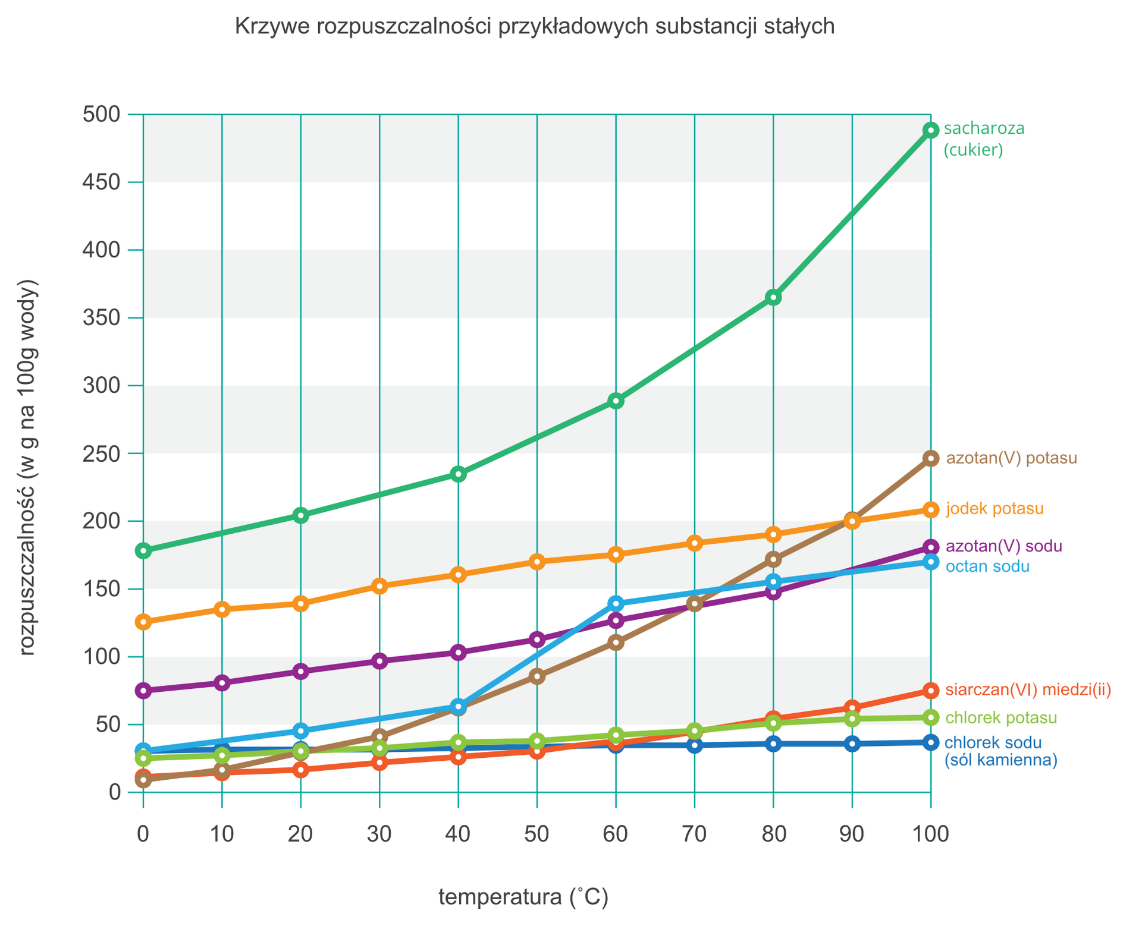 Krzywe rozpuszczalności przykładowych substancji stałych
rozpuszczalność (w g na 100g wody)
500
450
400
350
300
250
200
150
100
50
0
sacharoza
(cukier)
azotan(V) potasu
jodek potasu
azotan(V) sodu
octan sodu
siarczan(VI) miedzi(ii)
chlorek potasu
chlorek sodu
(sól kamienna)
0 10 20 30 40 50 60 70 80 90 100
temperatura (˚C)